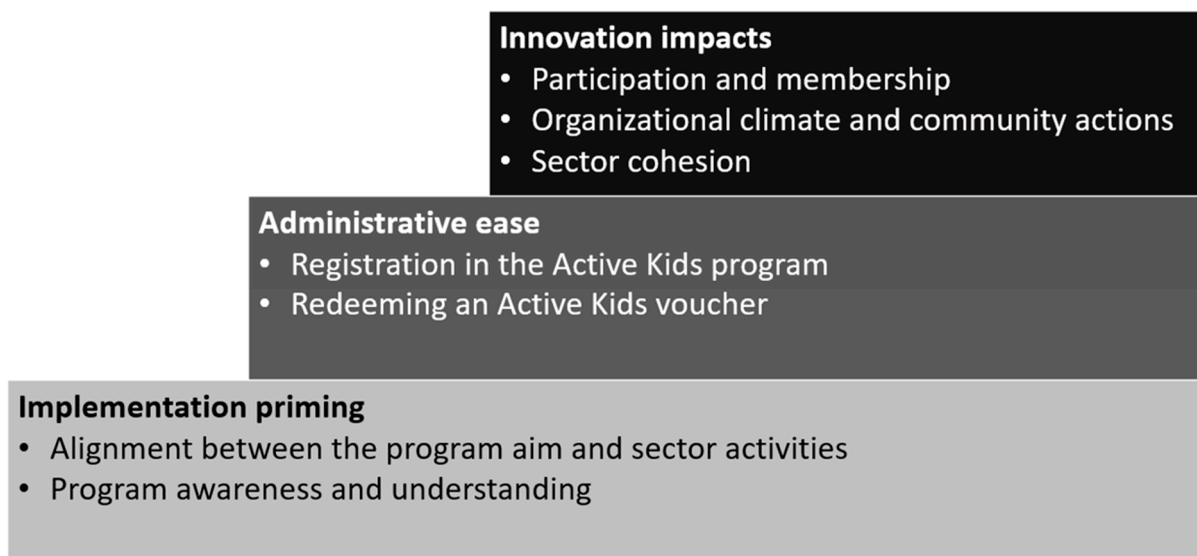 Innovation impacts
• Participation and membership
• Organizational climate and community actions
• Sector cohesion
Administrative ease
• Registration in the Active Kids program
• Redeeming an Active Kids voucher
Implementation priming
• Alignment between the program aim and sector activities
• Program awareness and understanding